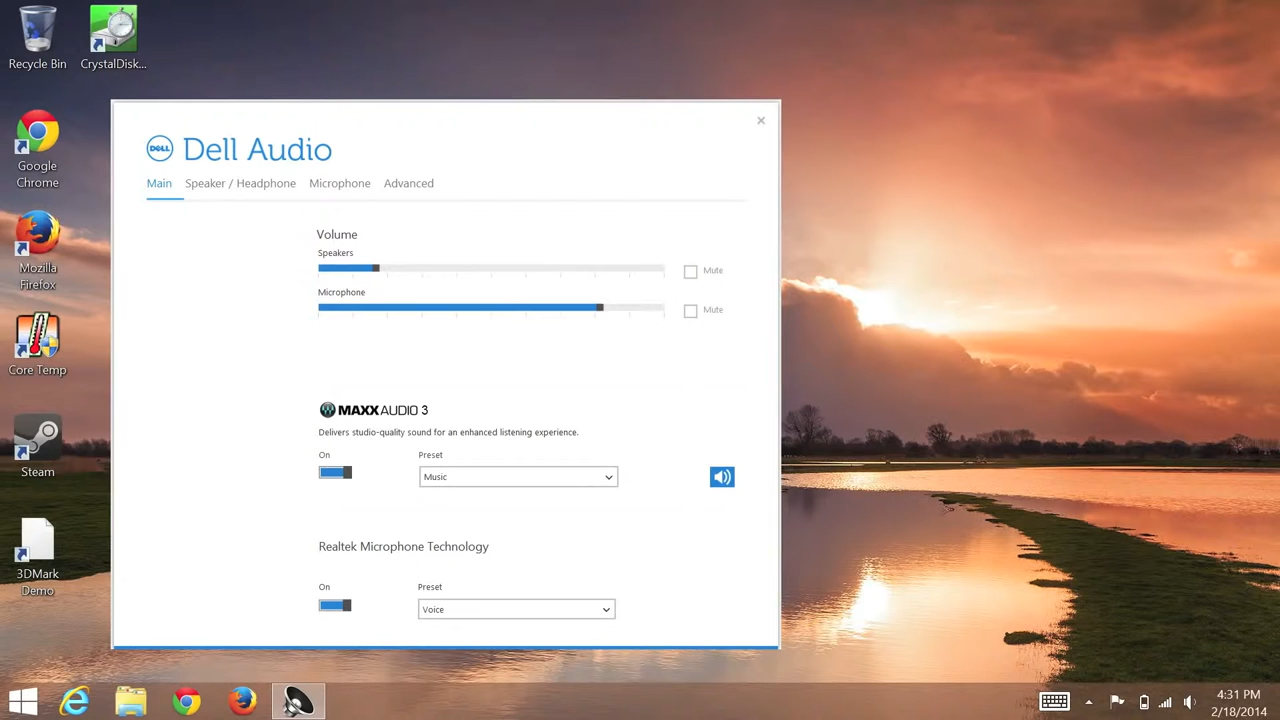 Recycle Bin
CrystalDisk...
Google
Chrome
Mozilla
Firefox
Core Temp
Steam
3DMark
Demo
DELL
Dell Audio
Main
Speaker / Headphone
Microphone
Advanced
Volume
Speakers
Mute
Microphone
Mute
MAXXAUDIO 3
Delivers studio-quality sound for an enhanced listening experience.
On
Preset
Music
Realtek Microphone Technology
On
Preset
Voice
4:31 PM
2/18/2014